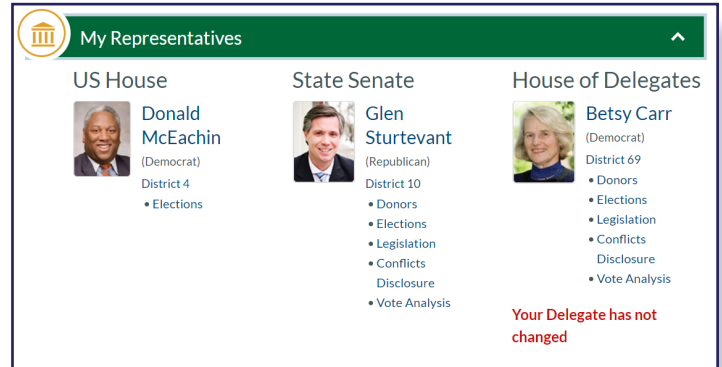 My Representatives
US House
Donald
McEachin
(Democrat)
District 4
• Elections
State Senate
Glen
Sturtevant
(Republican)
District 10
• Donors
• Elections
• Legislation
• Conflicts
Disclosure
• Vote Analysis
House of Delegates
Betsy Carr
(Democrat)
District 69
• Donors
• Elections
• Legislation
• Conflicts
Disclosure
• Vote Analysis
Your Delegate has not
changed